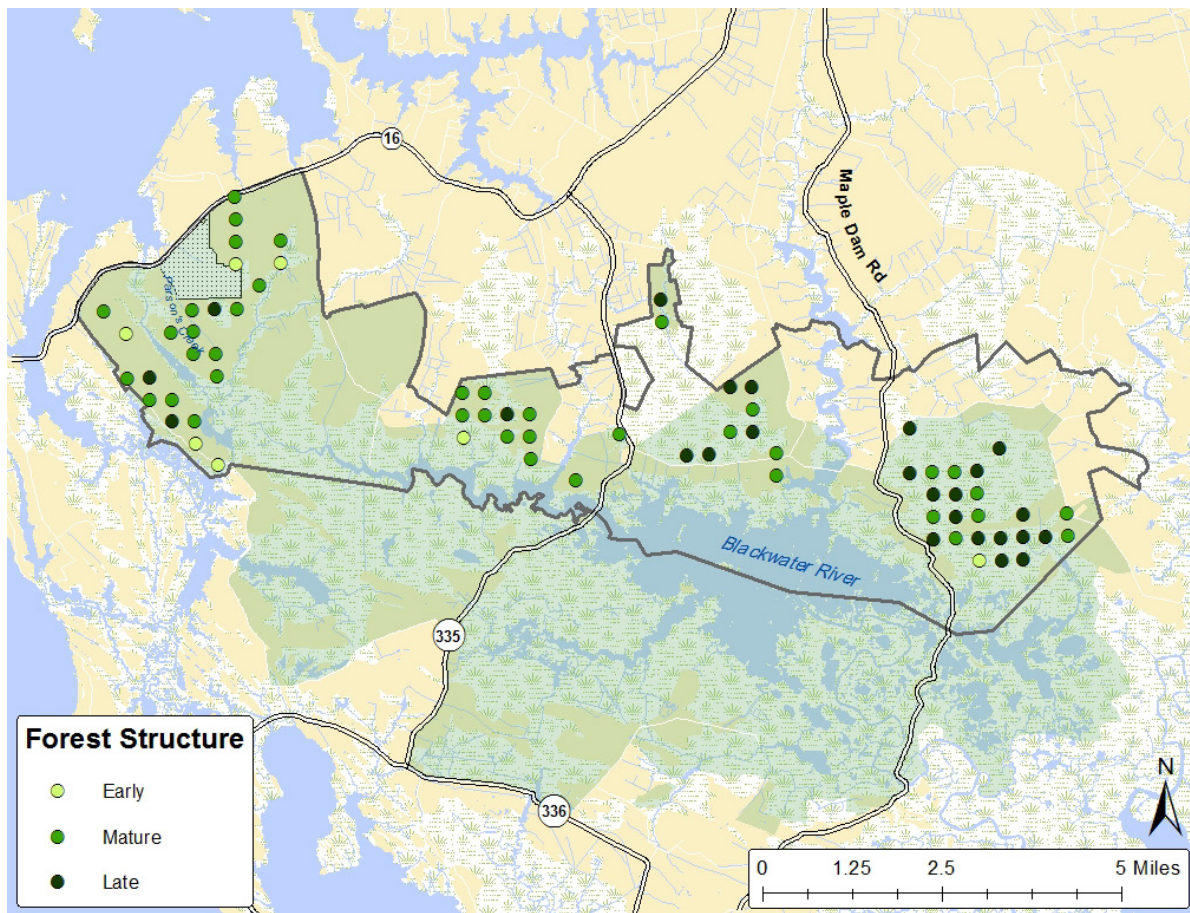 16
Maple Dam Rd
Parson's Creek
Blackwater River
335
336
Forest Structure
Early
Mature
Late
N
0 1.25 2.5 5 Miles